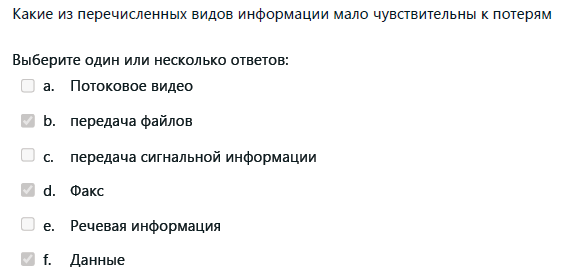 Какие из перечисленных видов информации мало чувствительны к потерям
Выберите один или несколько ответов:
a. Потоковое видео
b. передача файлов
c. передача сигнальной информации
d. Факс
e. Речевая информация
f. Данные